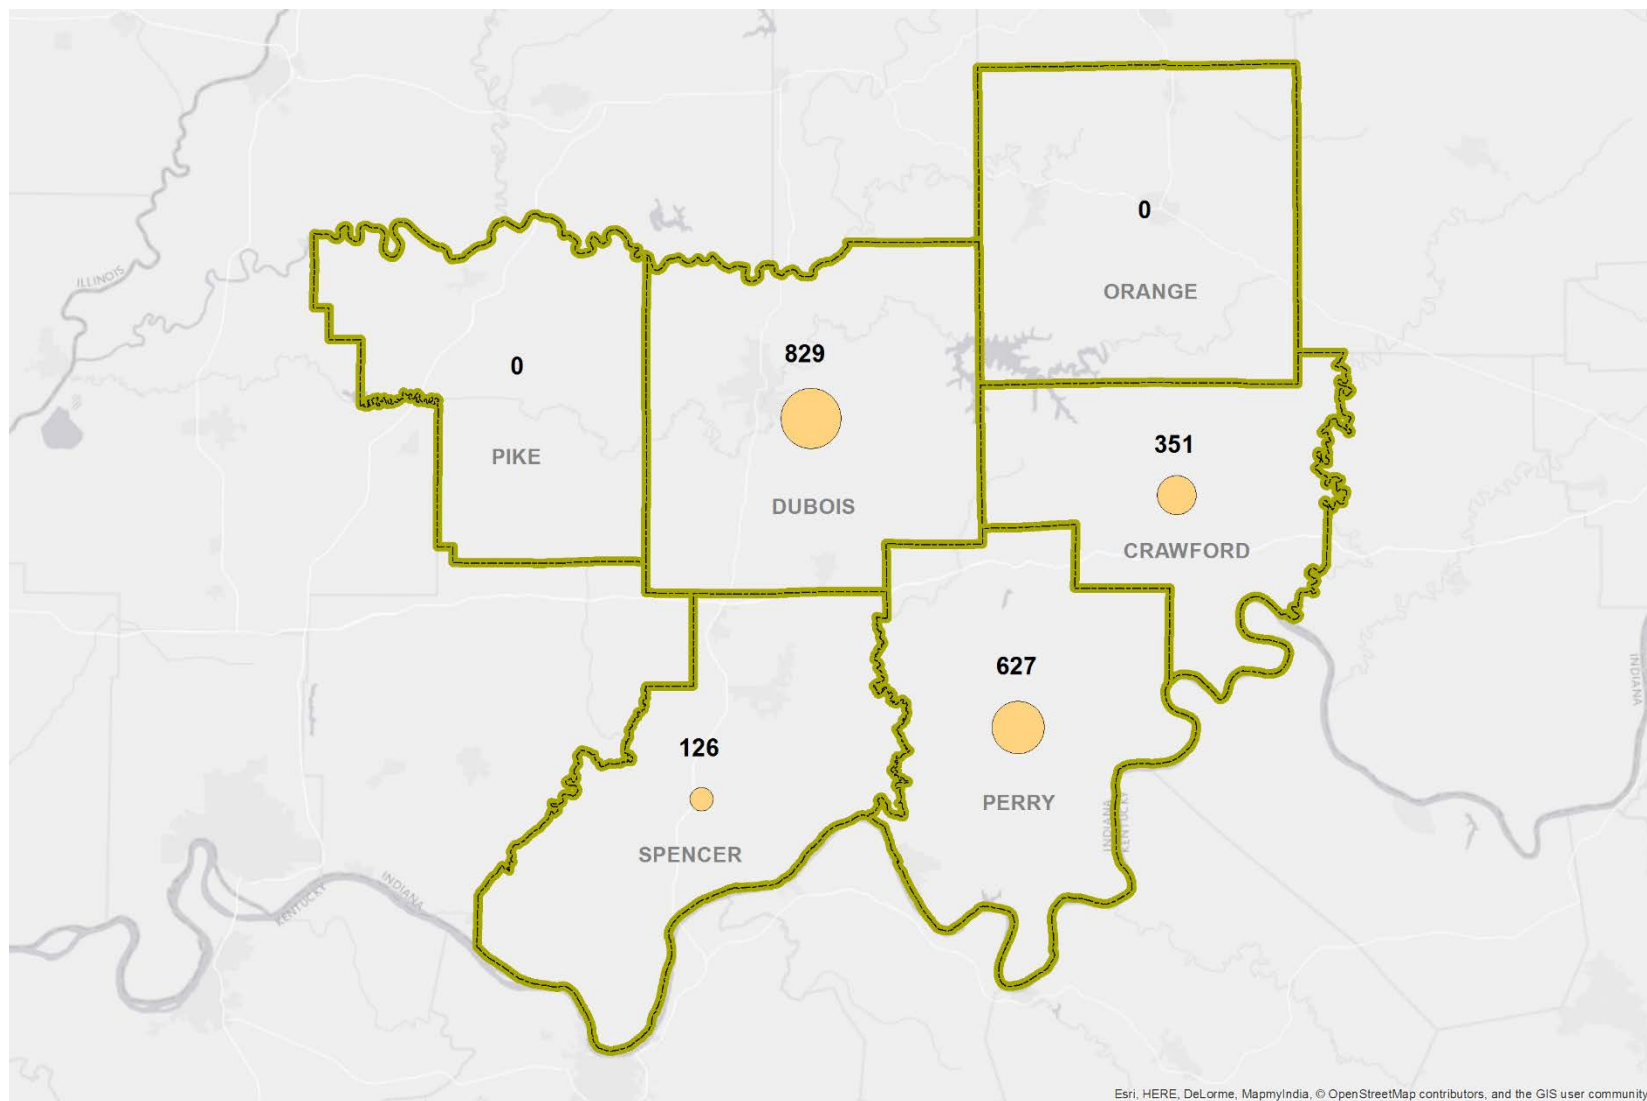 0
ORANGE
ILLINOIS
829
0
351
PIKE
DUBOIS
CRAWFORD
627
INDIANA
126
PERRY
INDIANA
KENTUCKY
SPENCER
INDIANA
KENTUCKY
Esri, HERE, DeLorme, MapmyIndia, © OpenStreetMap contributors, and the GIS user community